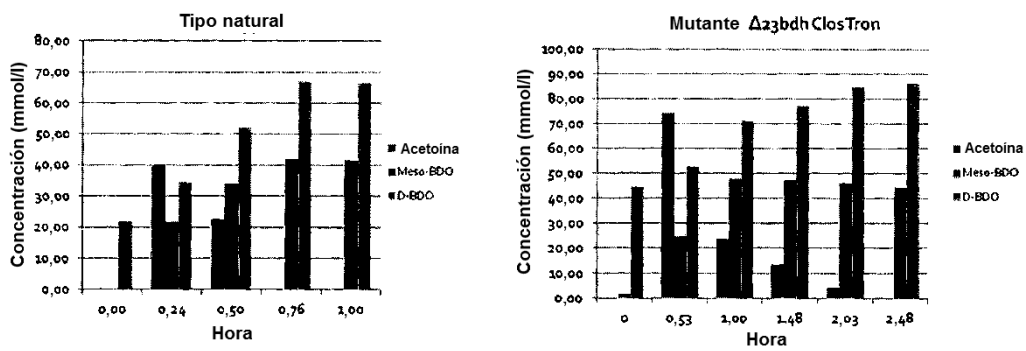 Tipo natural
Concentración (mmol/l)
80,00
70,00
60,00
50,00
40,00
30,00
20,00
10,00
0,00
0,00 0,24 0,50 0,76 1,00
Hora
Acetoína
Meso-BDO
D-BDO
Mutante Δ23bdh ClosTron
Concentración (mmol/l)
100,00
90,00
80,00
70,00
60,00
50,00
40,00
30,00
20,00
10,00
0,00
0 0,53 1,00 1,48 2,03 2,48
Hora
Acetoína
Meso-BDO
D-BDO